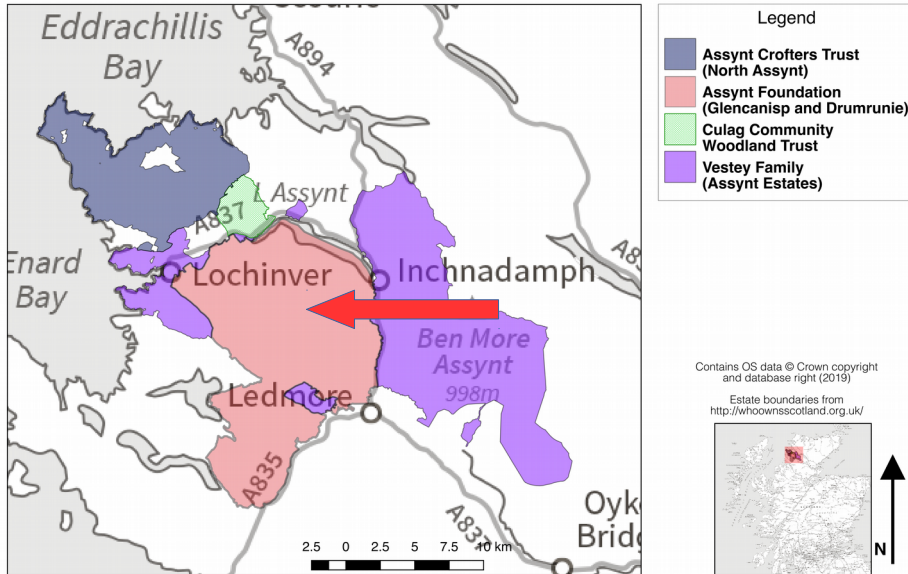 Eddrachillis
Bay
A894
L Assynt
A837
Enard
Bay
Lochinver
Inchnadamph
Ben More
Assynt
998m
Ledmore
A835
A837
Oyke
Bridg
2.5 0 2.5 5 7.5 10 km
Legend
Assynt Crofters Trust
(North Assynt)
Assynt Foundation
(Glencanisp and Drumrunie)
Culag Community
Woodland Trust
Vestey Family
(Assynt Estates)
Contains OS data © Crown copyright
and database right (2019)
Estate boundaries from
http://whoownsscotland.org.uk/
N